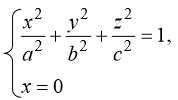 x²/a² + y²/b² + z²/c² = 1,
x = 0